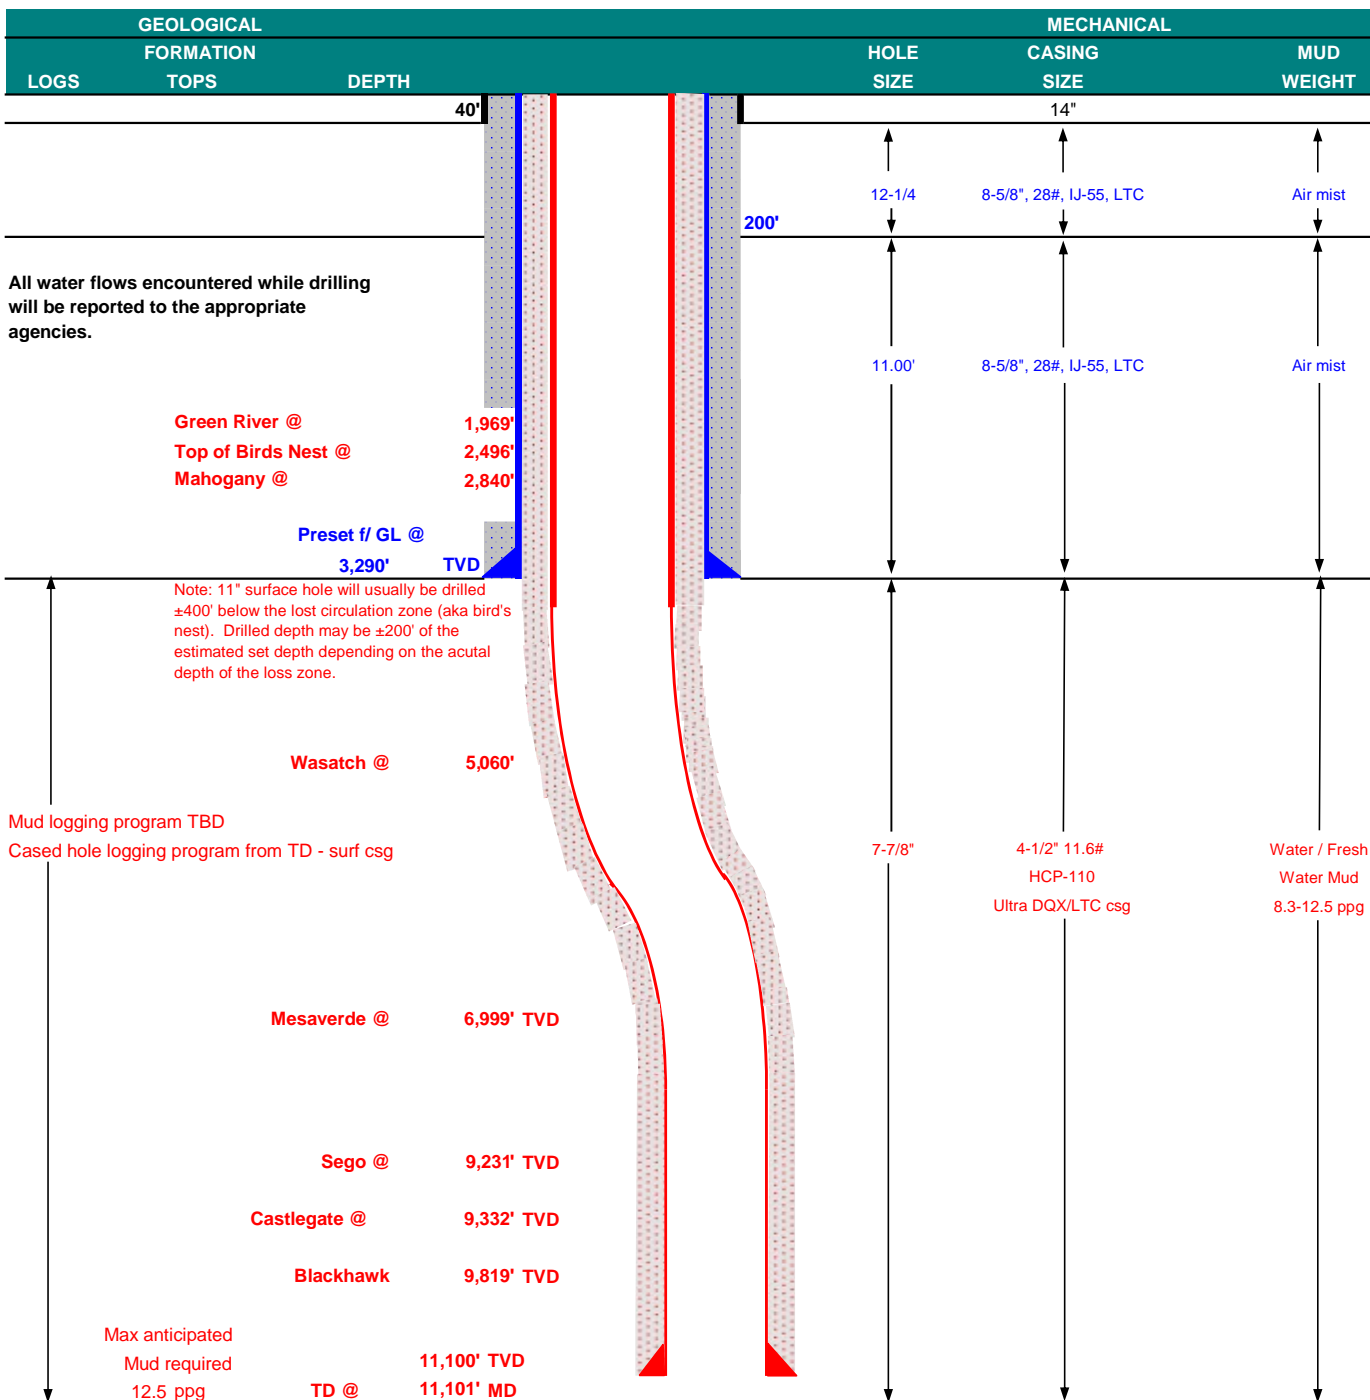 GEOLOGICAL MECHANICAL
FORMATION HOLE CASING MUD
LOGS TOPS DEPTH SIZE SIZE WEIGHT
40' 14"
12-1/4 8-5/8", 28#, IJ-55, LTC Air mist
200'
All water flows encountered while drilling
will be reported to the appropriate
agencies.
11.00' 8-5/8", 28#, IJ-55, LTC Air mist
Green River @ 1,969'
Top of Birds Nest @ 2,496'
Mahogany @ 2,840'
Preset f/ GL @
3,290' TVD
Note: 11" surface hole will usually be drilled
±400' below the lost circulation zone (aka bird's
nest). Drilled depth may be ±200' of the
estimated set depth depending on the acutal
depth of the loss zone.
Wasatch @ 5,060'
Mud logging program TBD
Cased hole logging program from TD - surf csg
7-7/8" 4-1/2" 11.6# Water / Fresh
HCP-110 Water Mud
Ultra DQX/LTC csg 8.3-12.5 ppg
Mesaverde @ 6,999' TVD
Sego @ 9,231' TVD
Castlegate @ 9,332' TVD
Blackhawk 9,819' TVD
Max anticipated
Mud required 11,100' TVD
12.5 ppg TD @ 11,101' MD